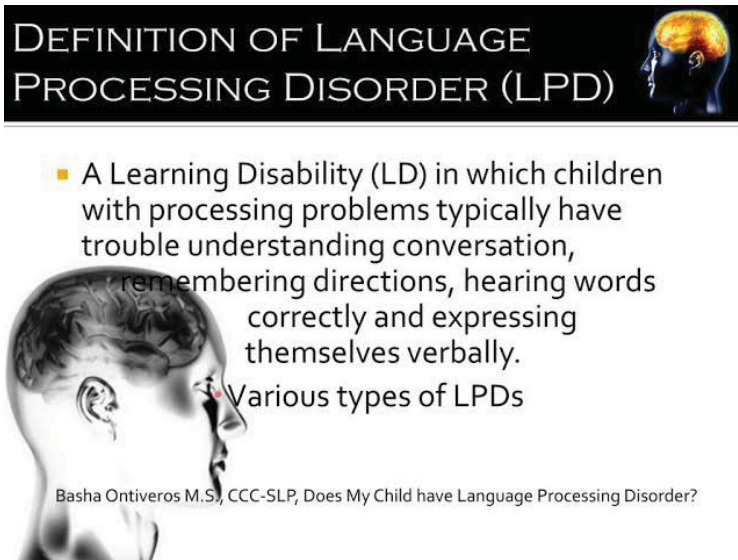 DEFINITION OF LANGUAGE
PROCESSING DISORDER (LPD)
A Learning Disability (LD) in which children
with processing problems typically have
trouble understanding conversation,
remembering directions, hearing words
correctly and expressing
themselves verbally.
Various types of LPDs
Basha Ontiveros M.S., CCC-SLP, Does My Child have Language Processing Disorder?